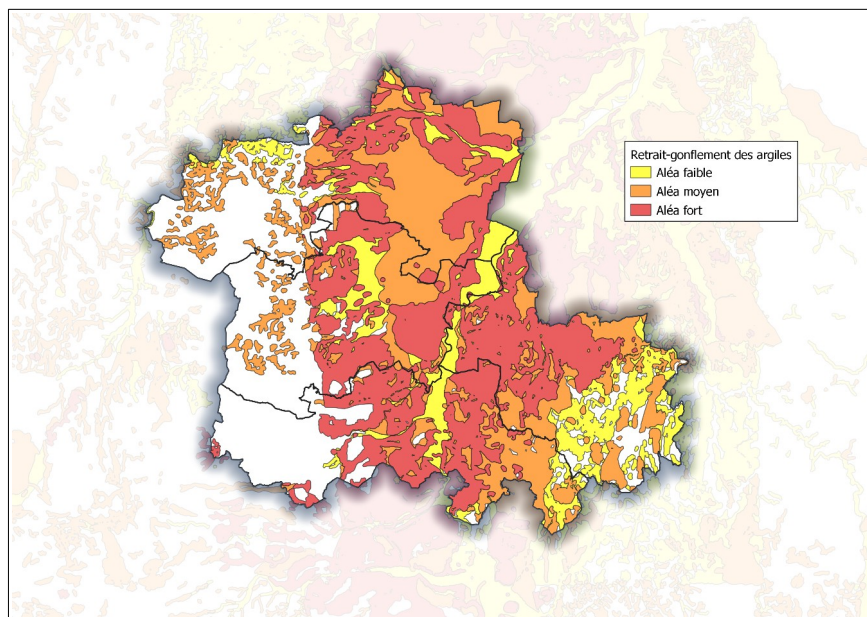 Retrait-gonflement des argiles
Aléa faible
Aléa moyen
Aléa fort